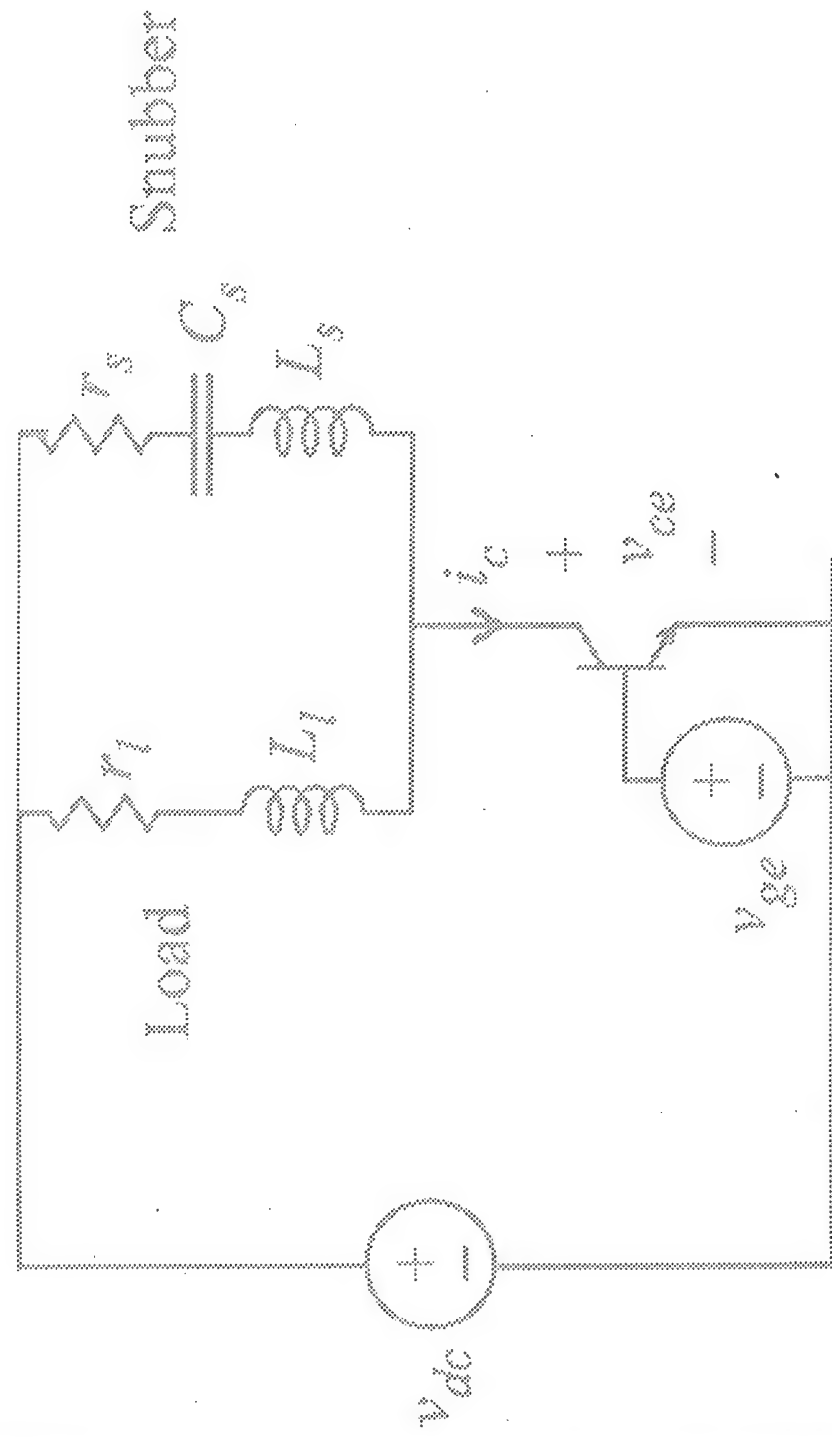 Load
Snubber
r_l
L_l
r_s
C_s
L_s
i_c
+
v_ce
−
v_dc
+
−
v_ge
+
−